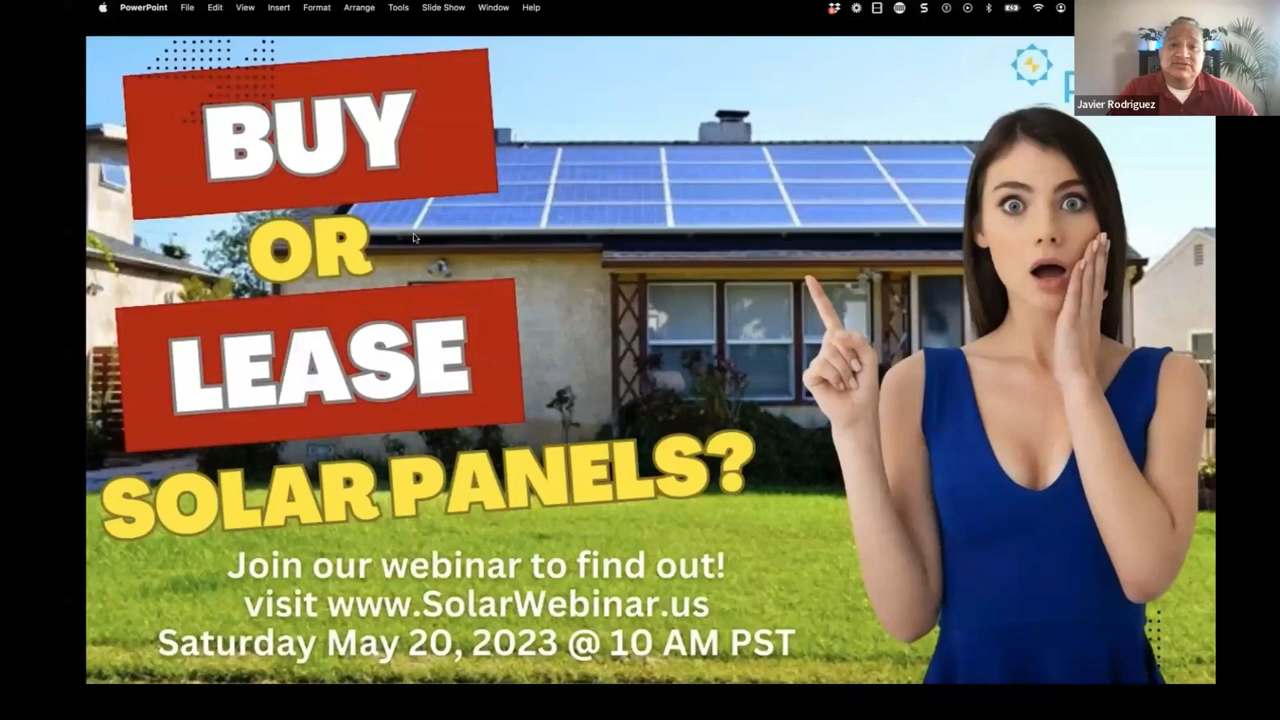 PowerPoint File Edit View Insert Format Arrange Tools Slide Show Window Help
Javier Rodriguez
BUY
OR
LEASE
SOLAR PANELS?
Join our webinar to find out!
visit www.SolarWebinar.us
Saturday May 20, 2023 @ 10 AM PST